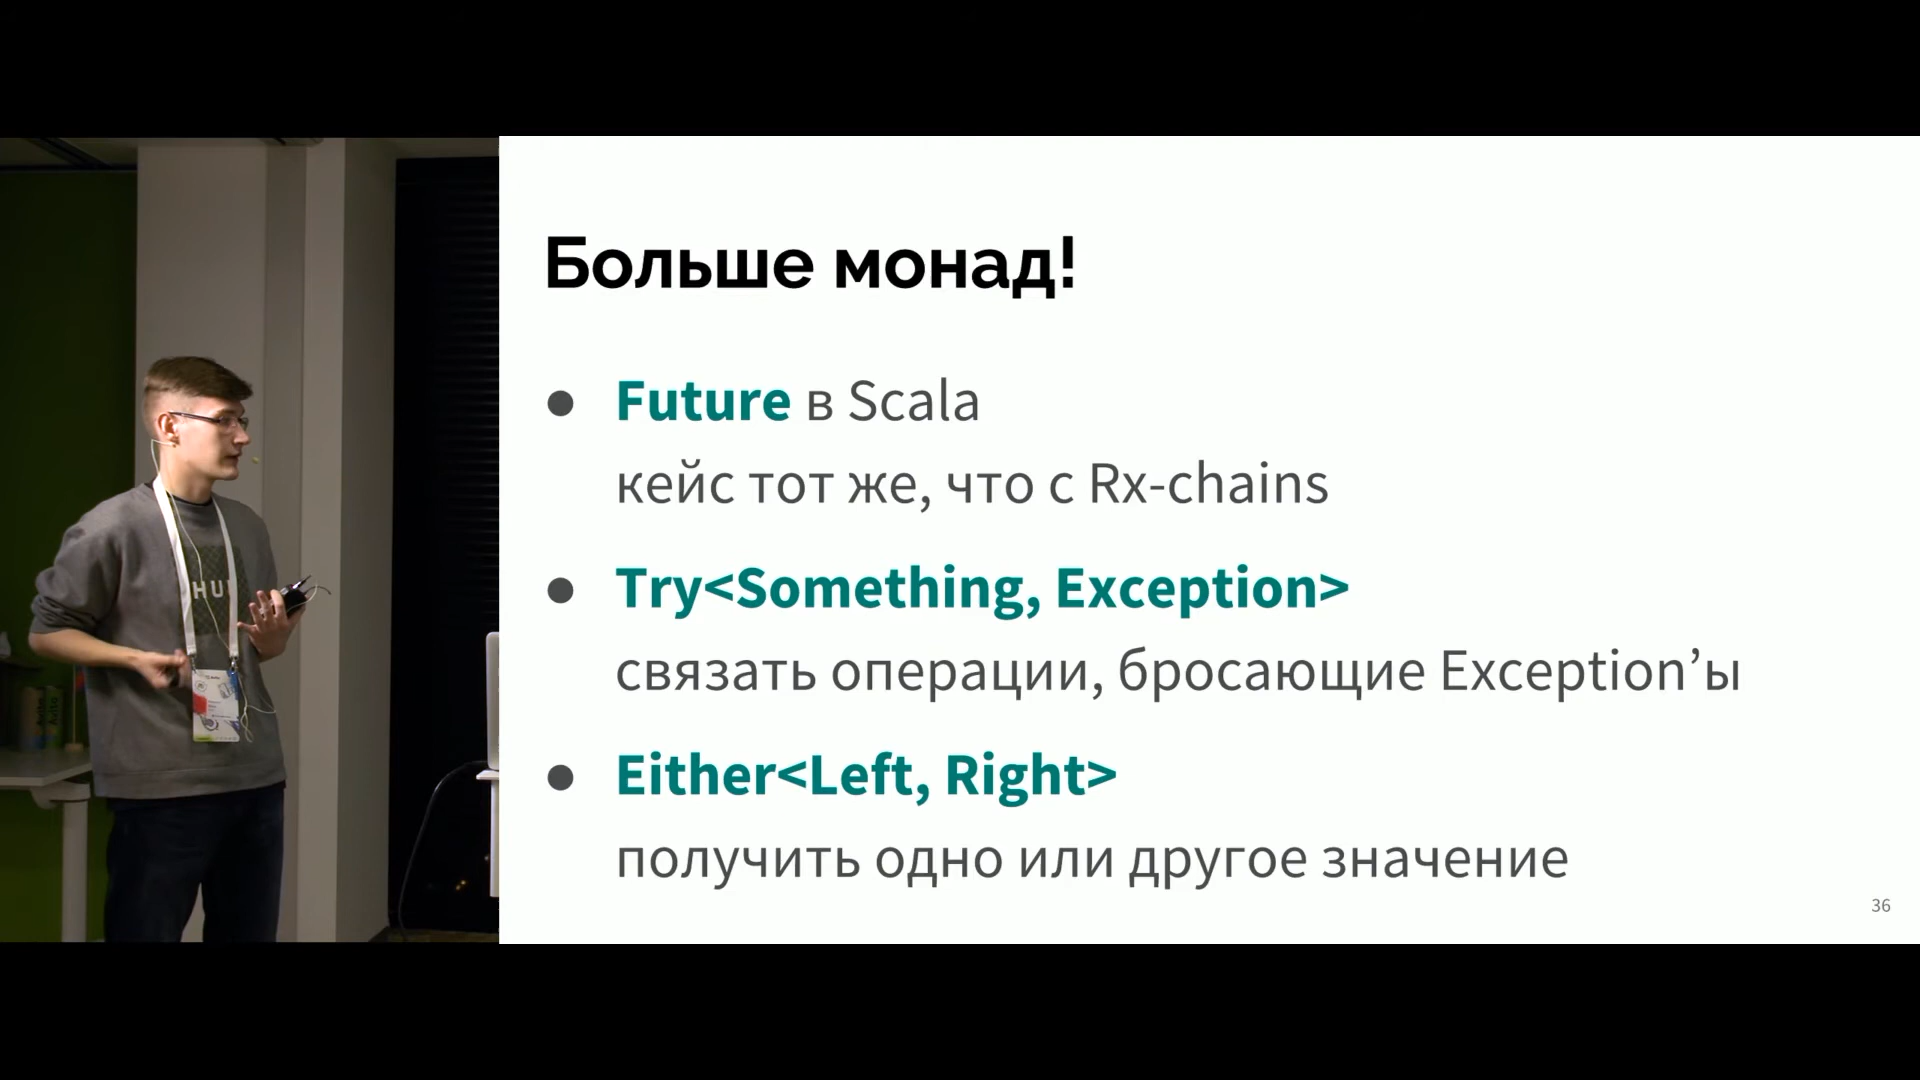 Больше монад!
● Future в Scala
кейс тот же, что с Rx-chains
● Try<Something, Exception>
связать операции, бросающие Exception’ы
● Either<Left, Right>
получить одно или другое значение
36
HU